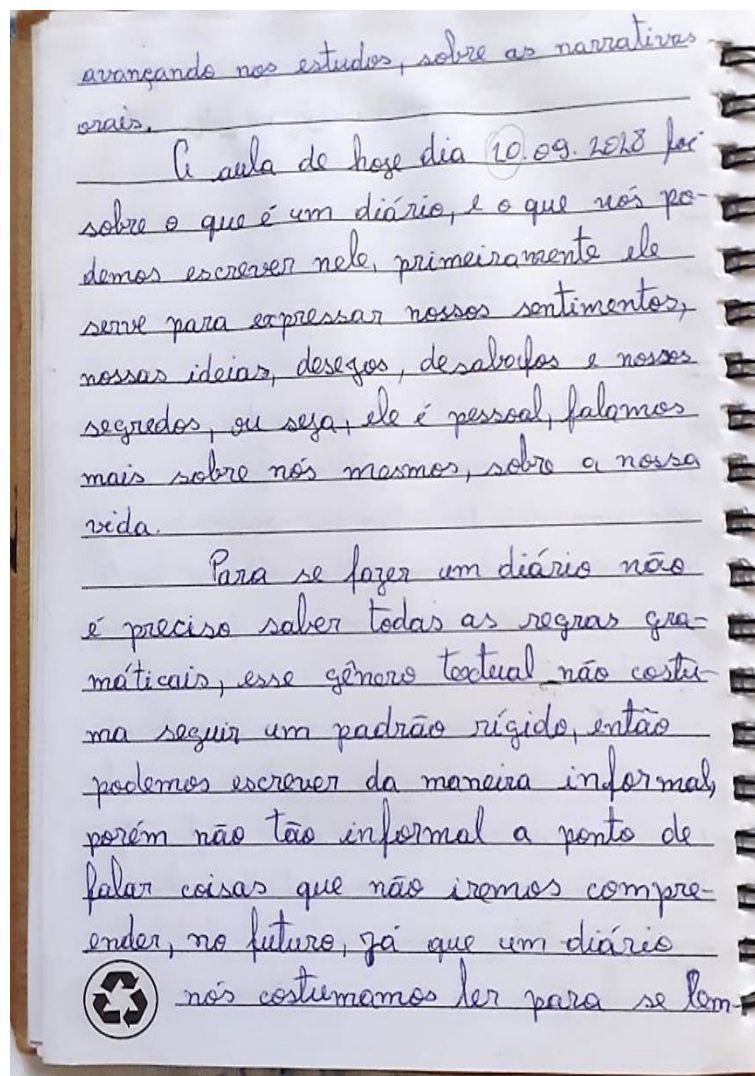 avançando nos estudos, sobre as narrativas
orais.
A aula de hoje dia 10.09.2018 foi
sobre o que é um diário, e o que nós po-
demos escrever nele, primeiramente ele
serve para expressar nossos sentimentos,
nossas ideias, desejos, desabafos e nossos
segredos, ou seja, ele é pessoal, falamos
mais sobre nós mesmos, sobre a nossa
vida.
Para se fazer um diário não
é preciso saber todas as regras gra-
máticais, esse gênero textual não costu-
ma seguir um padrão rígido, então
podemos escrever da maneira informal,
porém não tão informal a ponto de
falar coisas que não iremos compre-
ender, no futuro, já que um diário
nós costumamos ler para se lem-